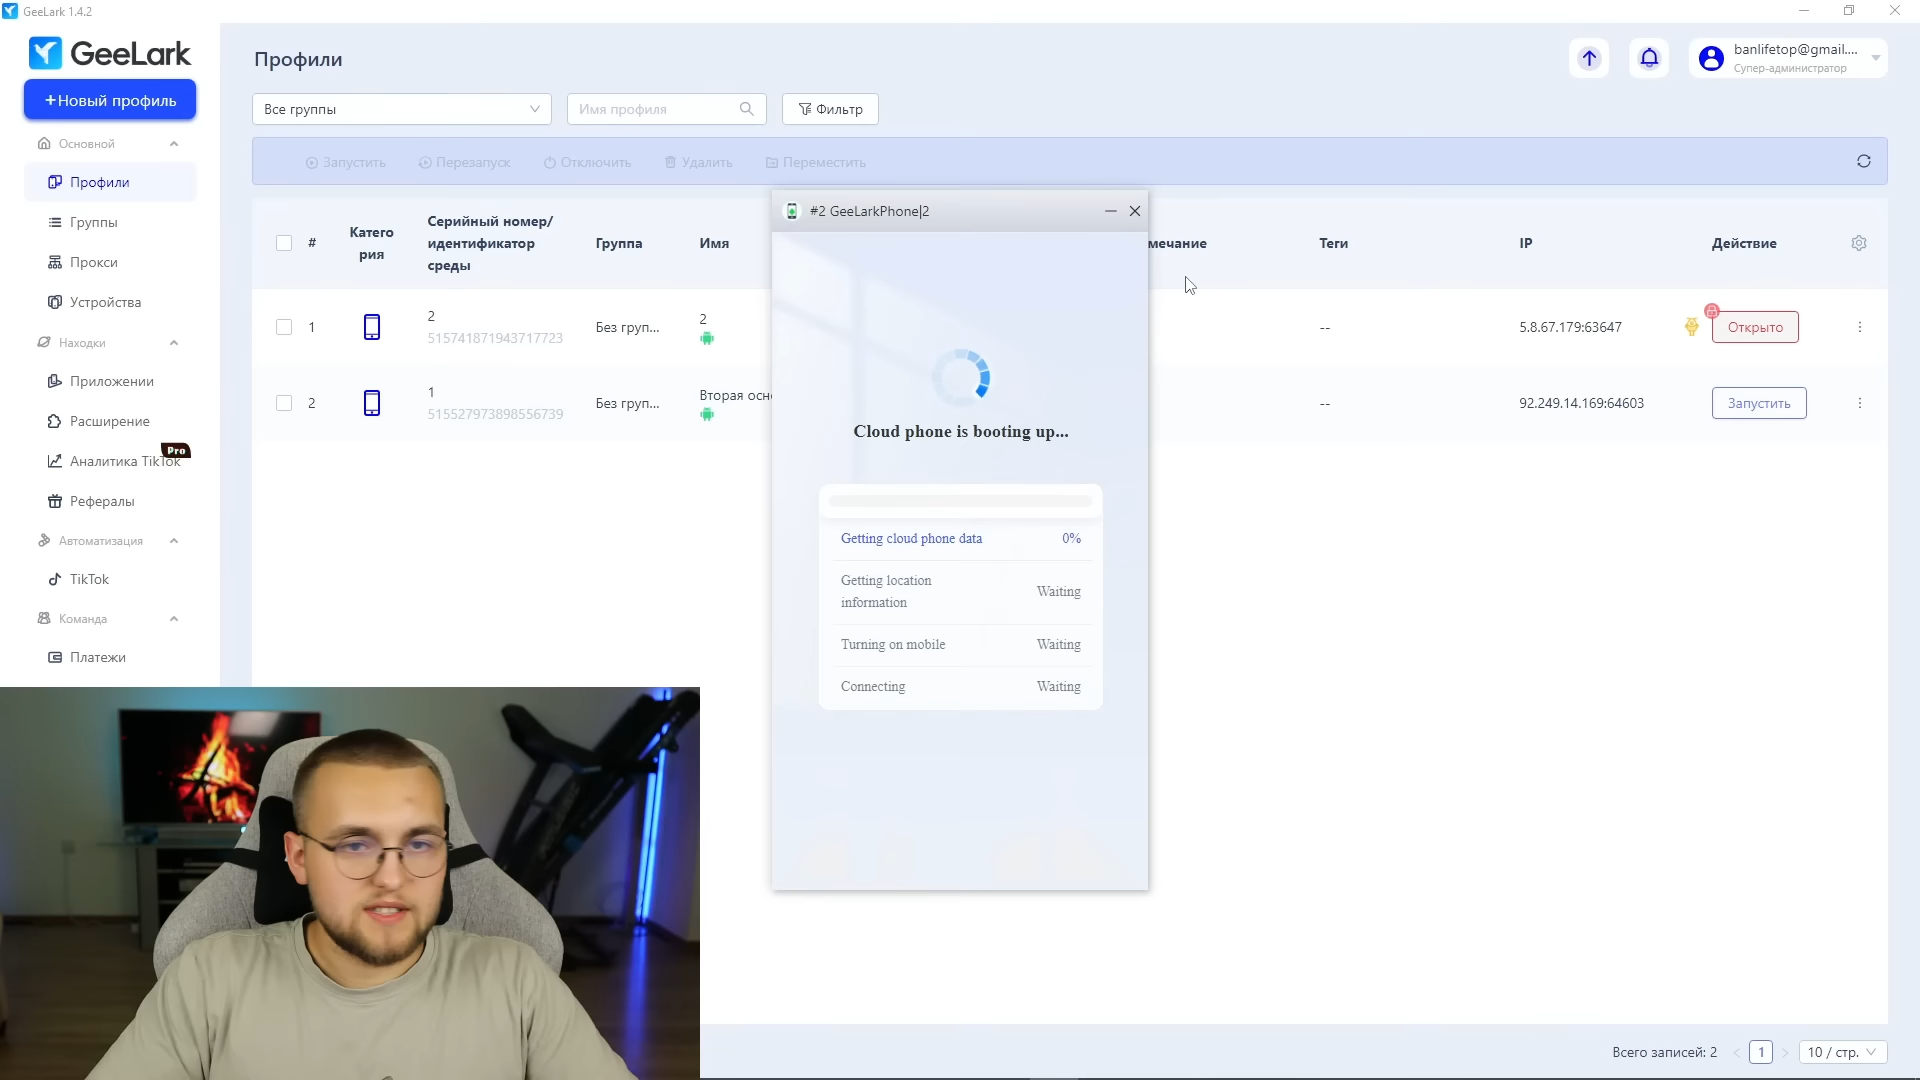 GeeLark 1.4.2
GeeLark
+Новый профиль
Основной
Профили
Группы
Прокси
Устройства
Находки
Приложении
Расширение
Pro
Аналитика TikTok
Рефералы
Автоматизация
TikTok
Команда
Платежи
Профили
banlifetop@gmail....
Супер-администратор
Все группы
Имя профиля
Фильтр
Запустить Перезапуск Отключить Удалить Переместить
# Катего рия Серийный номер/ идентификатор среды Группа Имя мечание Теги IP Действие
1 2 515741871943717723 Без груп... 2 -- 5.8.67.179:63647 Открыто
2 1 515527973898556739 Без груп... Вторая осн -- 92.249.14.169:64603 Запустить
#2 GeeLarkPhone|2
Cloud phone is booting up...
Getting cloud phone data 0%
Getting location information Waiting
Turning on mobile Waiting
Connecting Waiting
Всего записей: 2 < 1 > 10 / стр.